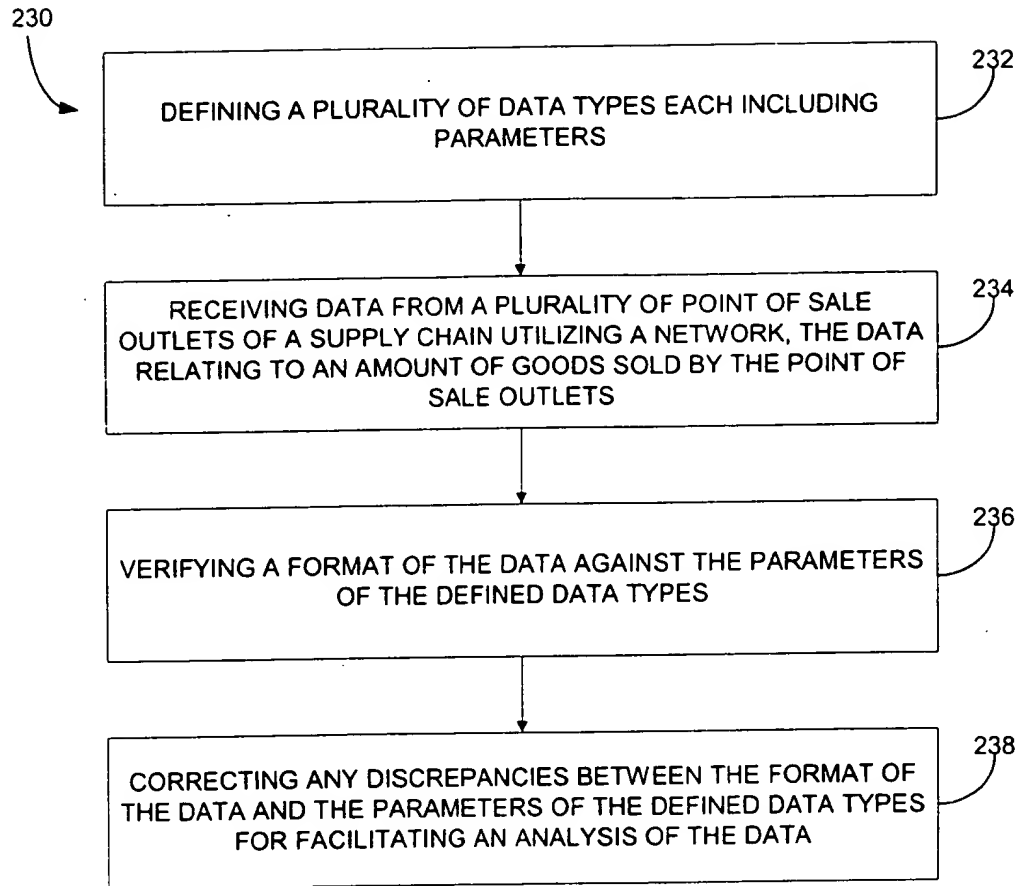 230
232
DEFINING A PLURALITY OF DATA TYPES EACH INCLUDING
PARAMETERS
234
RECEIVING DATA FROM A PLURALITY OF POINT OF SALE
OUTLETS OF A SUPPLY CHAIN UTILIZING A NETWORK, THE DATA
RELATING TO AN AMOUNT OF GOODS SOLD BY THE POINT OF
SALE OUTLETS
236
VERIFYING A FORMAT OF THE DATA AGAINST THE PARAMETERS
OF THE DEFINED DATA TYPES
238
CORRECTING ANY DISCREPANCIES BETWEEN THE FORMAT OF
THE DATA AND THE PARAMETERS OF THE DEFINED DATA TYPES
FOR FACILITATING AN ANALYSIS OF THE DATA